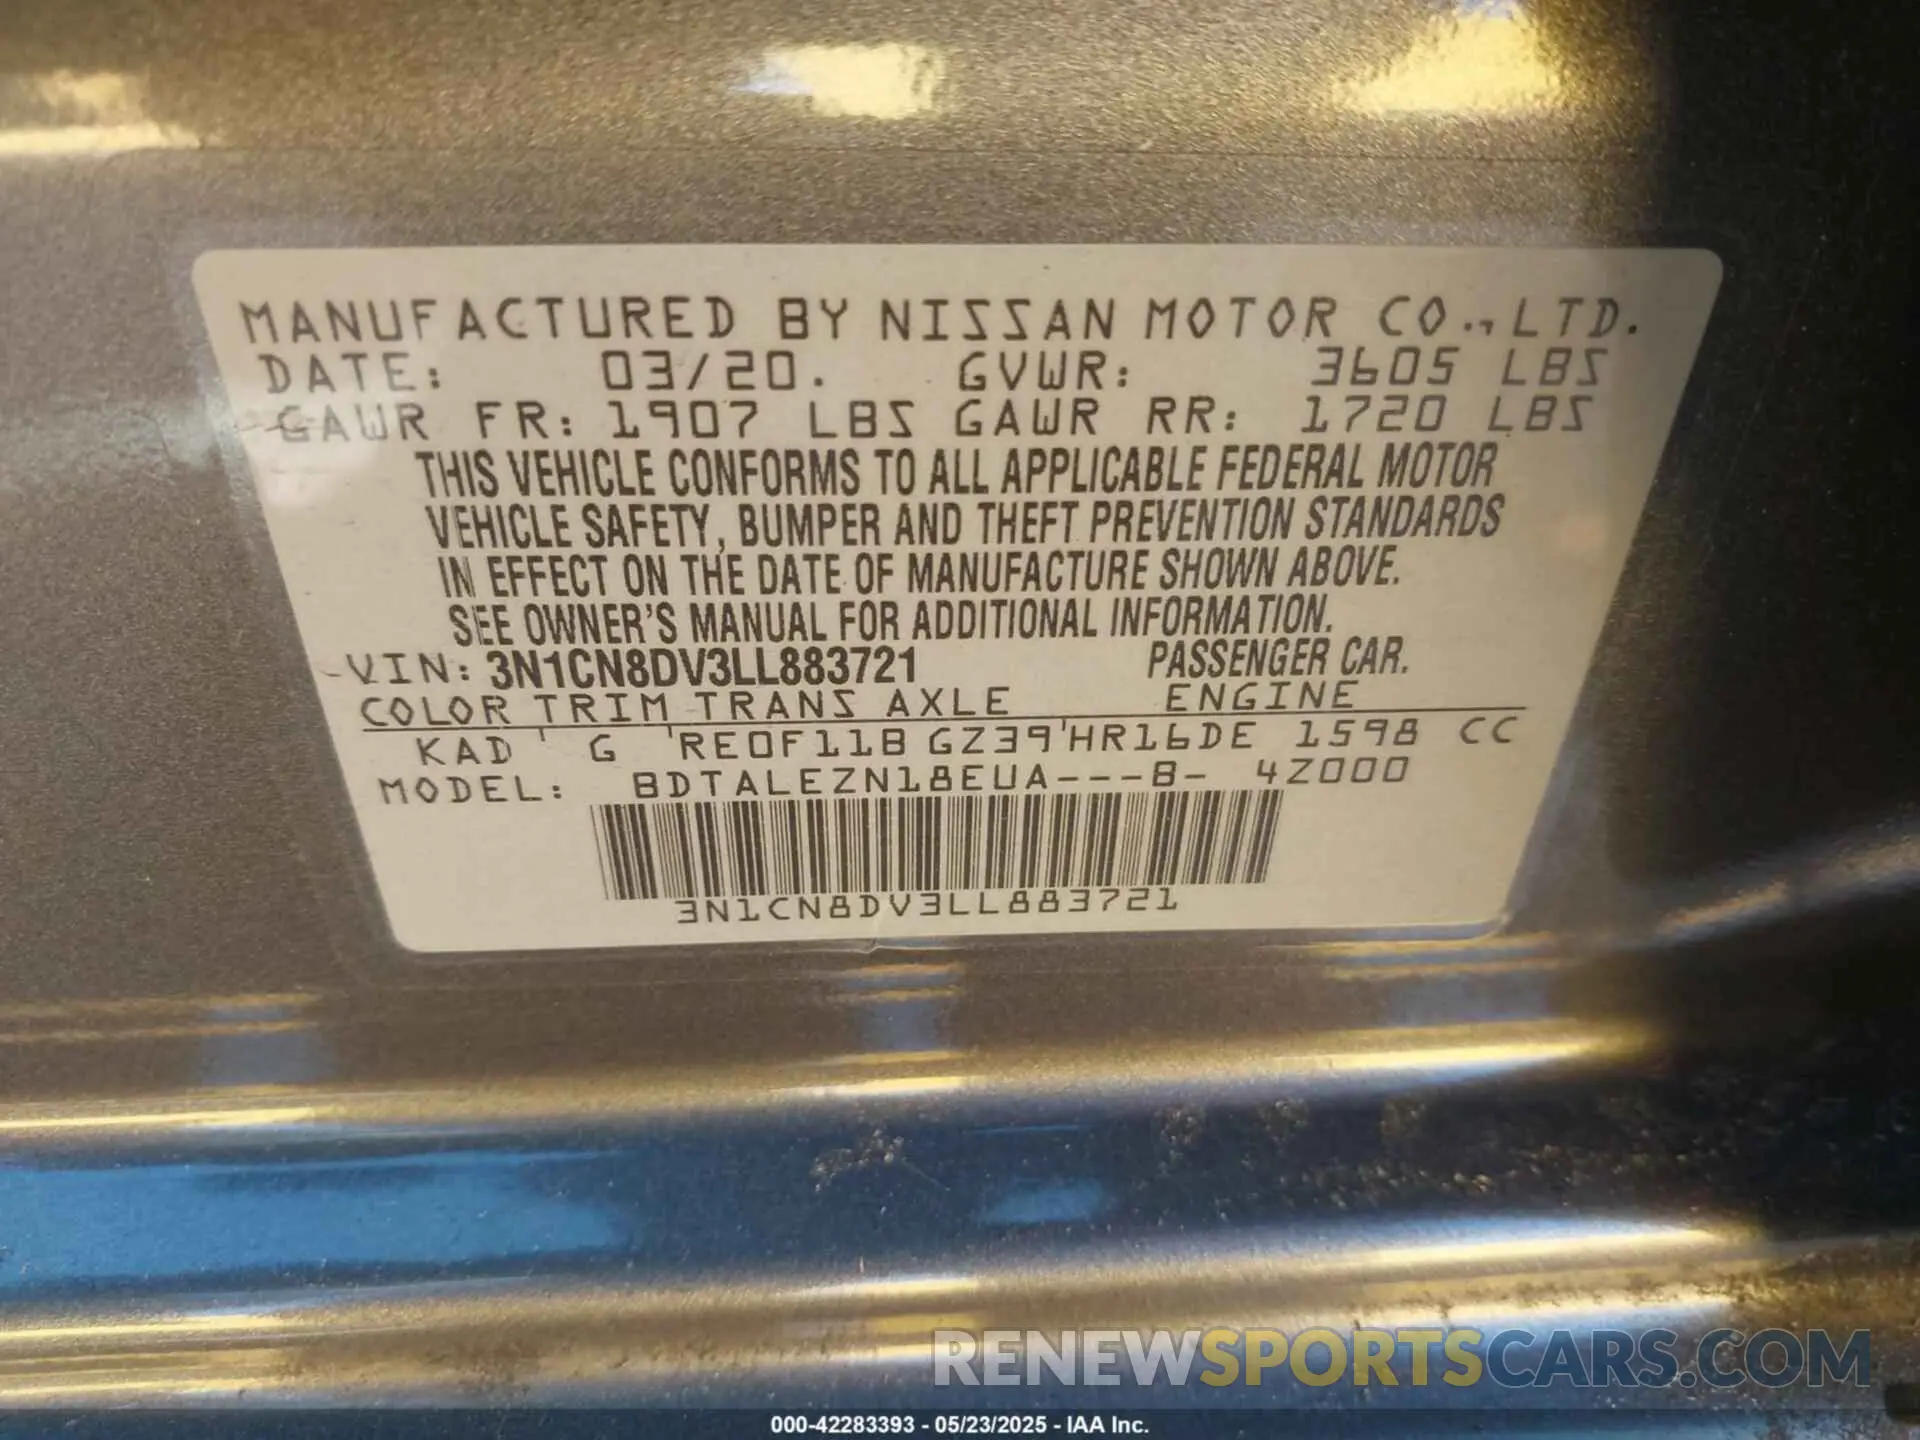 MANUFACTURED BY NISSAN MOTOR CO., LTD.
DATE: 03/20. GVWR: 3605 LBS
GAWR FR: 1907 LBS GAWR RR: 1720 LBS
THIS VEHICLE CONFORMS TO ALL APPLICABLE FEDERAL MOTOR
VEHICLE SAFETY, BUMPER AND THEFT PREVENTION STANDARDS
IN EFFECT ON THE DATE OF MANUFACTURE SHOWN ABOVE.
SEE OWNER'S MANUAL FOR ADDITIONAL INFORMATION.
VIN: 3N1CN8DV3LL883721 PASSENGER CAR.
COLOR TRIM TRANS AXLE ENGINE
KAD ' G 'RE0F11B GZ39'HR16DE 1598 CC
MODEL: BDTALEZN18EUA---B- 4Z000
3N1CN8DV3LL883721
RENEWSPORTSCARS.COM
000-42283393 - 05/23/2025 - IAA Inc.